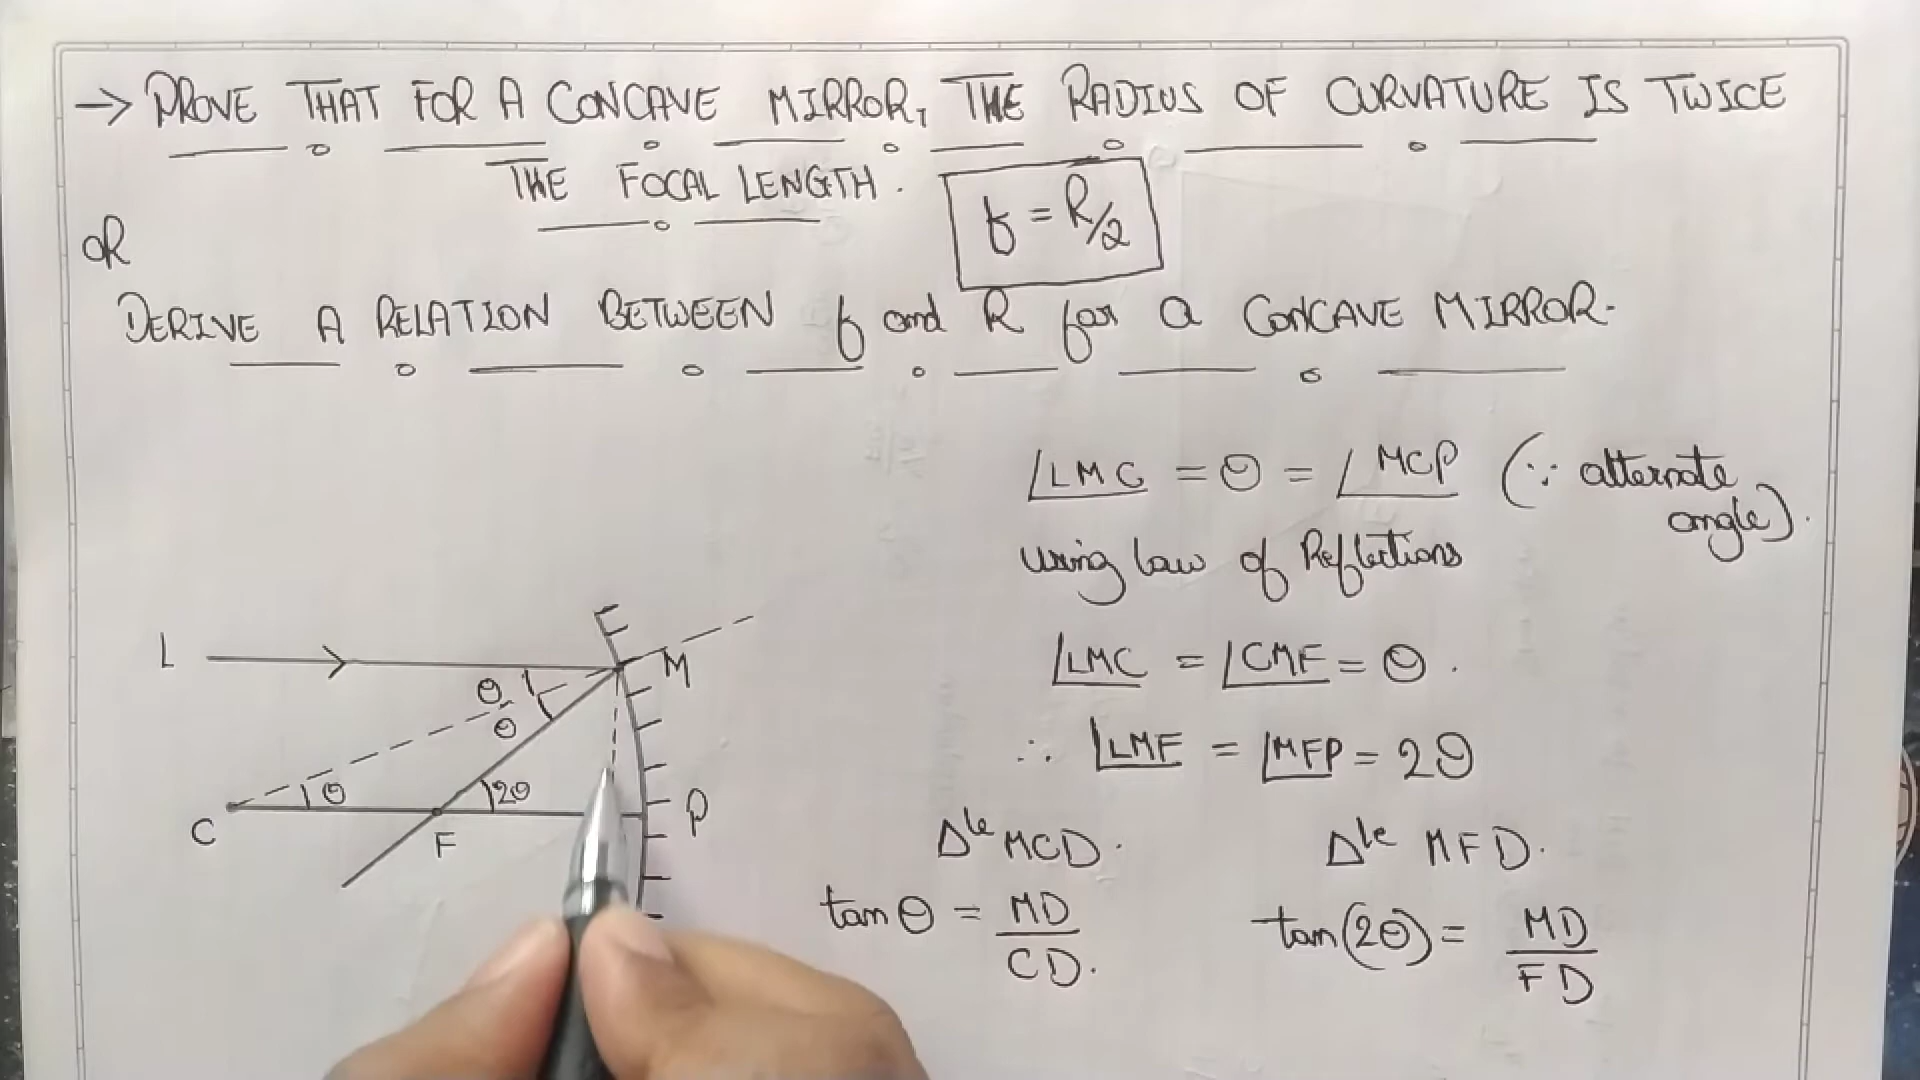 → PROVE THAT FOR A CONCAVE MIRROR, THE RADIUS OF CURVATURE IS TWICE
THE FOCAL LENGTH.
f = R/2
OR
DERIVE A RELATION BETWEEN f and R for a CONCAVE MIRROR.
∠LMC = θ = ∠MCP (∵ alternate
angle).
using law of Reflections
∠LMC = ∠CMF = θ.
∴ ∠LMF = ∠MFP = 2θ
Δle MCD. Δle MFD.
tan θ = MD/CD. tan(2θ) = MD/FD
L
M
θ
θ
θ
2θ
P
C
F